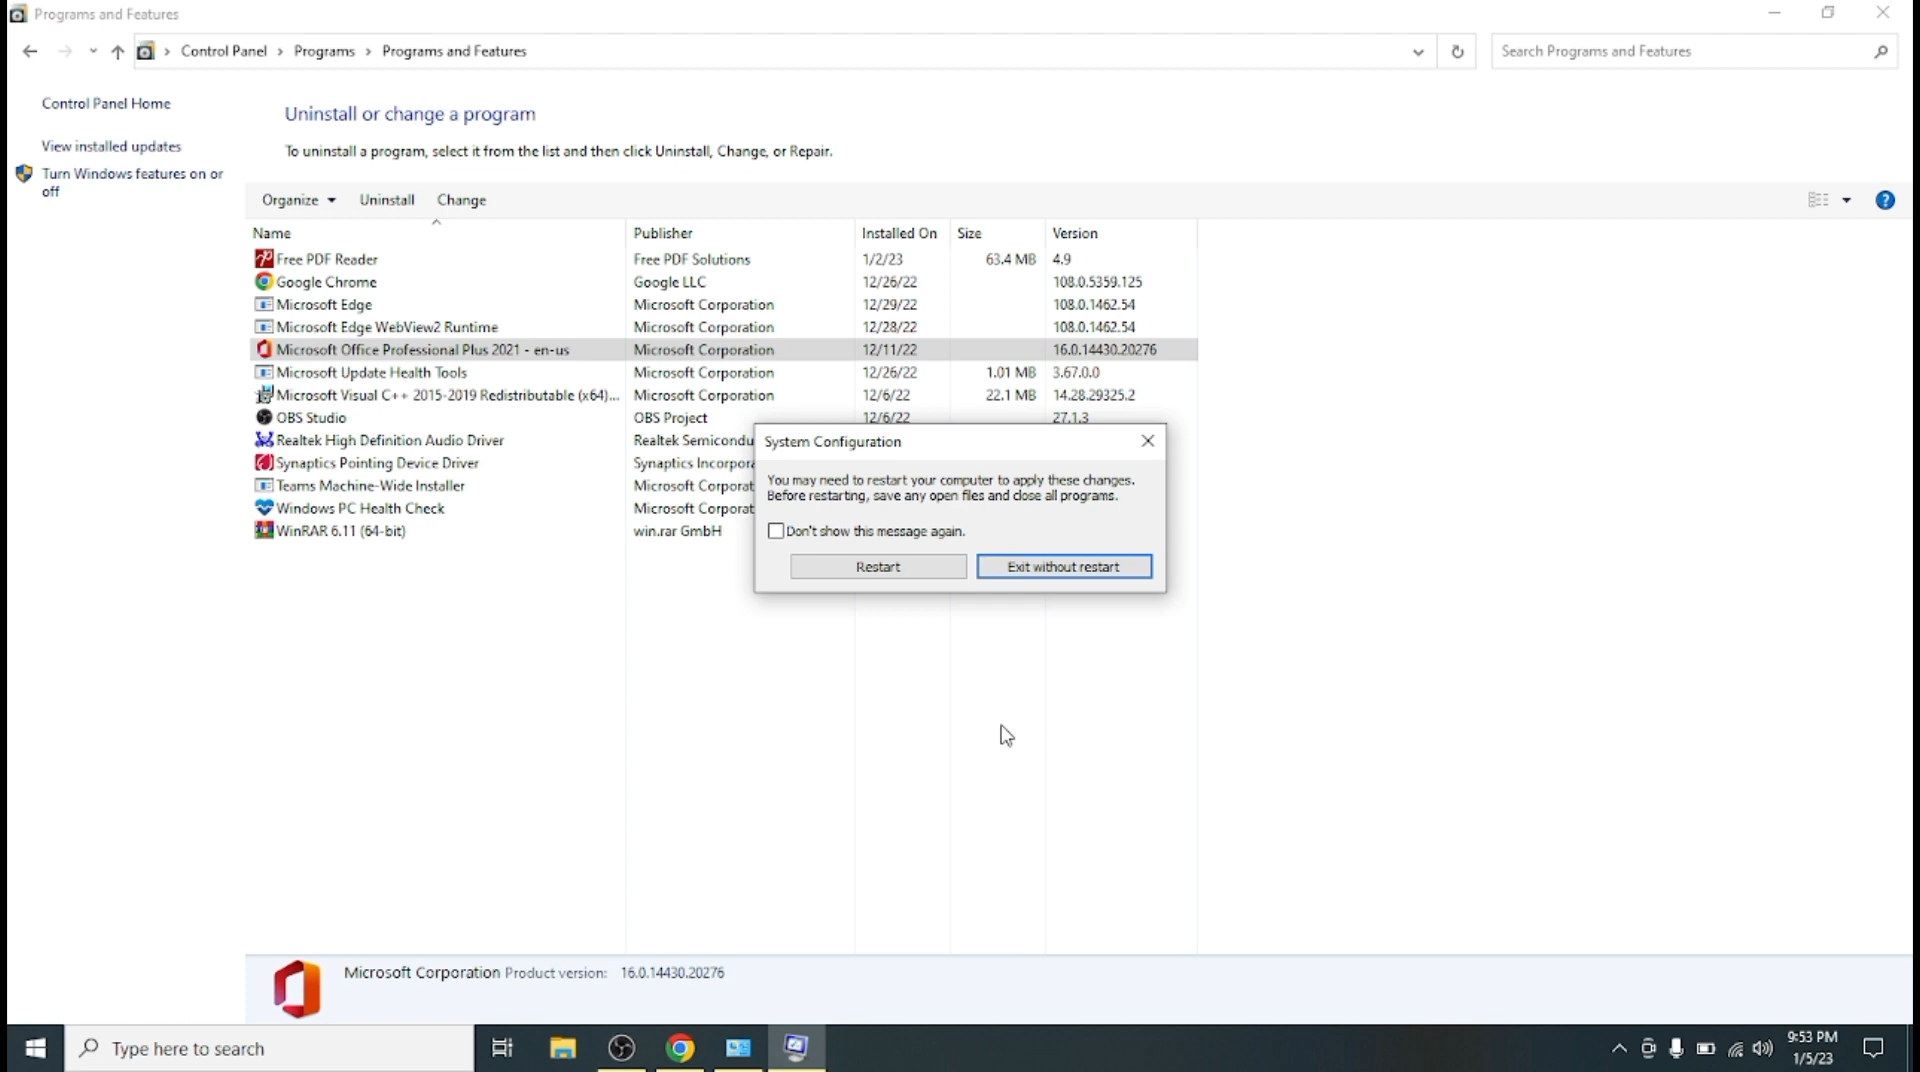 Programs and Features
Control Panel > Programs > Programs and Features
Search Programs and Features
Control Panel Home
View installed updates
Turn Windows features on or
off
Uninstall or change a program
To uninstall a program, select it from the list and then click Uninstall, Change, or Repair.
Organize Uninstall Change
?
Name Publisher Installed On Size Version
Free PDF Reader Free PDF Solutions 1/2/23 63.4 MB 4.9
Google Chrome Google LLC 12/26/22 108.0.5359.125
Microsoft Edge Microsoft Corporation 12/29/22 108.0.1462.54
Microsoft Edge WebView2 Runtime Microsoft Corporation 12/28/22 108.0.1462.54
Microsoft Office Professional Plus 2021 - en-us Microsoft Corporation 12/11/22 16.0.14430.20276
Microsoft Update Health Tools Microsoft Corporation 12/26/22 1.01 MB 3.67.0.0
Microsoft Visual C++ 2015-2019 Redistributable (x64)... Microsoft Corporation 12/6/22 22.1 MB 14.28.29325.2
OBS Studio OBS Project 12/6/22 27.1.3
Realtek High Definition Audio Driver Realtek Semicondu
Synaptics Pointing Device Driver Synaptics Incorpora
Teams Machine-Wide Installer Microsoft Corporat
Windows PC Health Check Microsoft Corporat
WinRAR 6.11 (64-bit) win.rar GmbH
System Configuration
You may need to restart your computer to apply these changes.
Before restarting, save any open files and close all programs.
Don't show this message again.
Restart Exit without restart
Microsoft Corporation Product version: 16.0.14430.20276
Type here to search
9:53 PM
1/5/23